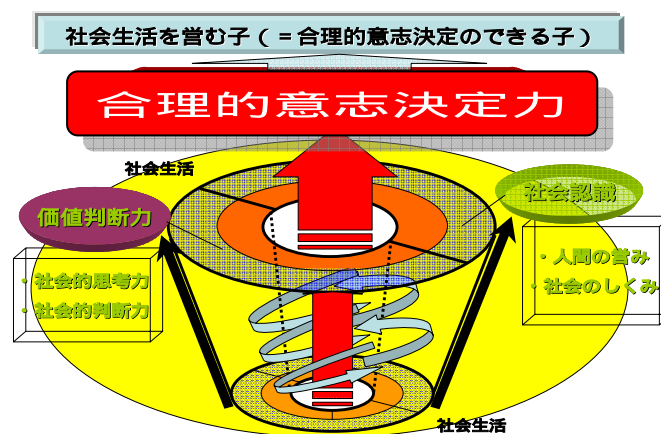 社会生活を営む子（＝合理的意志決定のできる子）
合理的意志決定力
社会生活
価値判断力
社会認識
・社会的思考力
・社会的判断力
・人間の営み
・社会のしくみ
社会生活